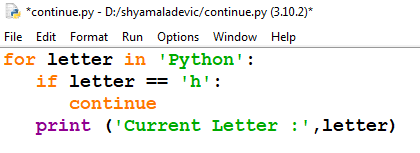 *continue.py - D:/shyamaladevic/continue.py (3.10.2)*
File Edit Format Run Options Window Help
for letter in 'Python':
   if letter == 'h':
      continue
   print ('Current Letter :',letter)